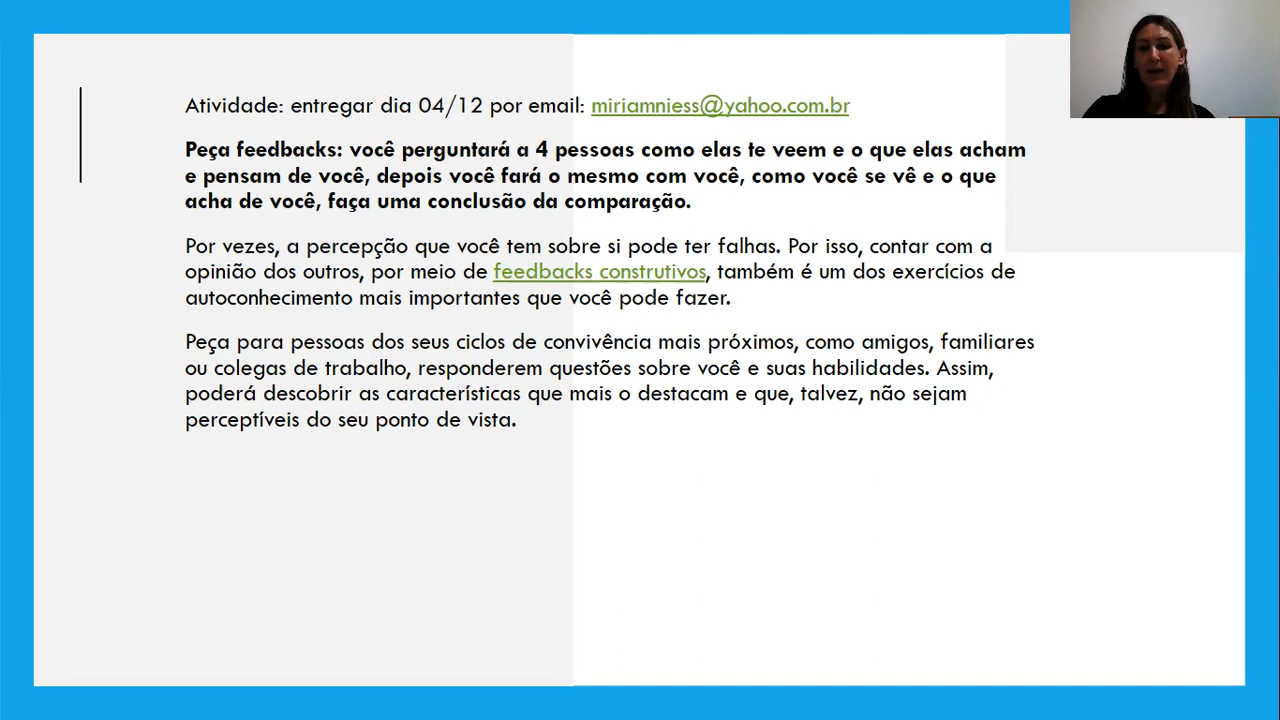 Atividade: entregar dia 04/12 por email: miriamniess@yahoo.com.br
Peça feedbacks: você perguntará a 4 pessoas como elas te veem e o que elas acham
e pensam de você, depois você fará o mesmo com você, como você se vê e o que
acha de você, faça uma conclusão da comparação.
Por vezes, a percepção que você tem sobre si pode ter falhas. Por isso, contar com a
opinião dos outros, por meio de feedbacks construtivos, também é um dos exercícios de
autoconhecimento mais importantes que você pode fazer.
Peça para pessoas dos seus ciclos de convivência mais próximos, como amigos, familiares
ou colegas de trabalho, responderem questões sobre você e suas habilidades. Assim,
poderá descobrir as características que mais o destacam e que, talvez, não sejam
perceptíveis do seu ponto de vista.